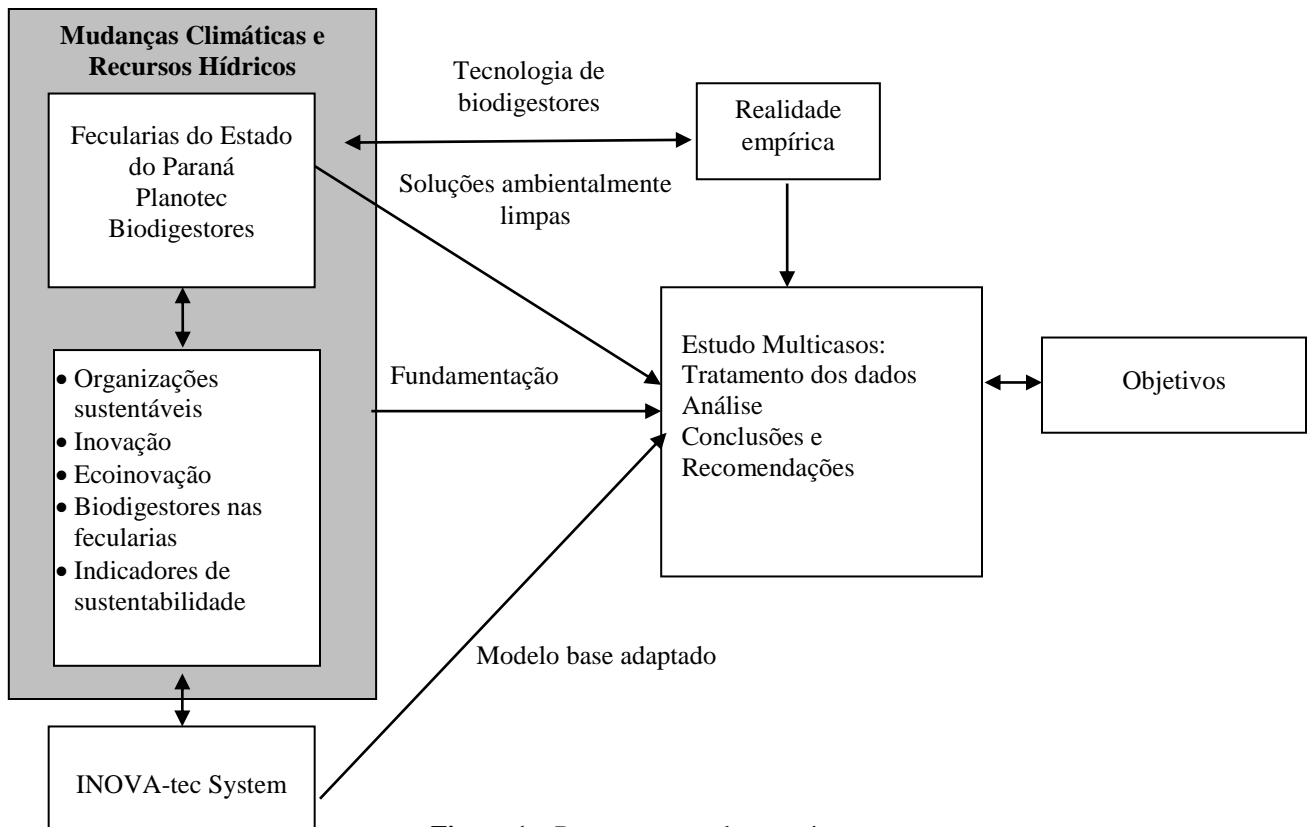 Mudanças Climáticas e
Recursos Hídricos
Fecularias do Estado
do Paraná
Planotec
Biodigestores
• Organizações
sustentáveis
• Inovação
• Ecoinovação
• Biodigestores nas
fecularias
• Indicadores de
sustentabilidade
INOVA-tec System
Tecnologia de
biodigestores
Soluções ambientalmente
limpas
Fundamentação
Modelo base adaptado
Realidade
empírica
Estudo Multicasos:
Tratamento dos dados
Análise
Conclusões e
Recomendações
Objetivos